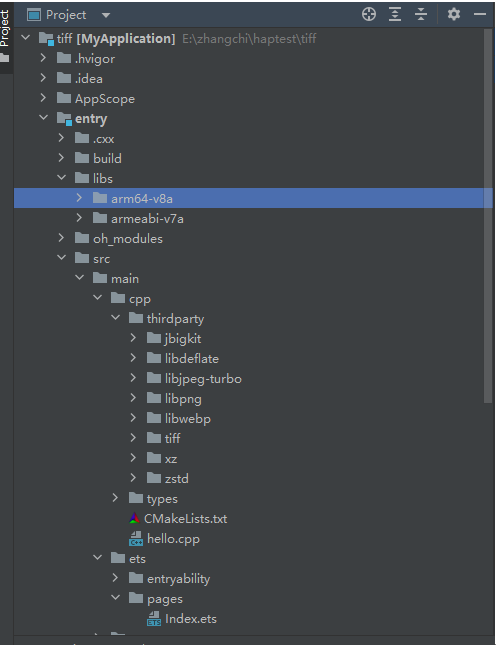 Project
Project
tiff [MyApplication] E:\zhangchi\haptest\tiff
.hvigor
.idea
AppScope
entry
.cxx
build
libs
arm64-v8a
armeabi-v7a
oh_modules
src
main
cpp
thirdparty
jbigkit
libdeflate
libjpeg-turbo
libpng
libwebp
tiff
xz
zstd
types
CMakeLists.txt
hello.cpp
ets
entryability
pages
Index.ets